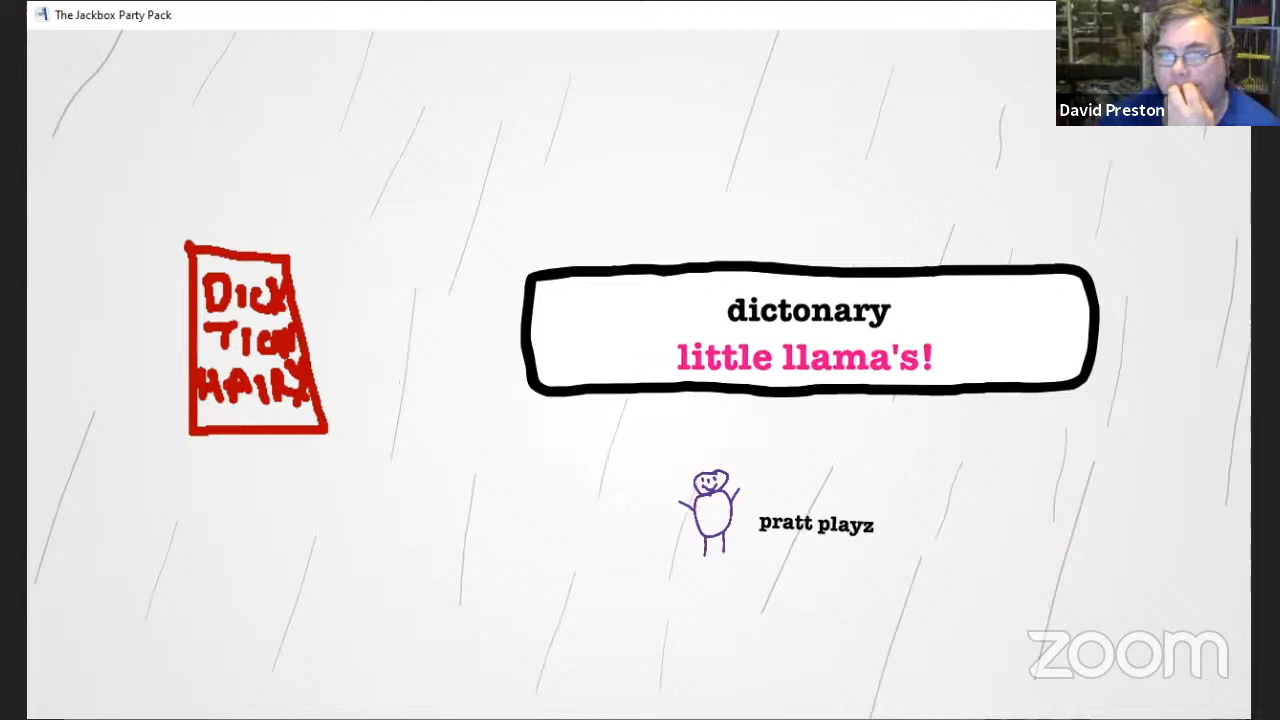 The Jackbox Party Pack
David Preston
DICK
TION
HAIRY
dictonary
little llama's!
pratt playz
zoom